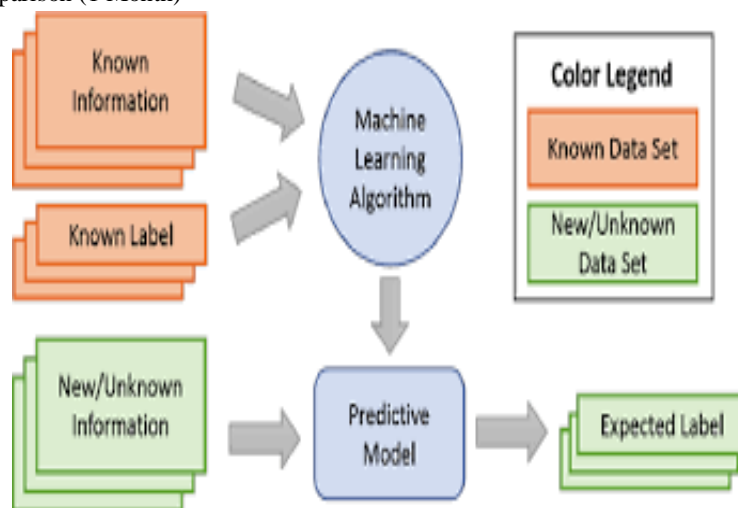 Known
Information
Known Label
New/Unknown
Information
Machine
Learning
Algorithm
Predictive
Model
Expected Label
Color Legend
Known Data Set
New/Unknown
Data Set